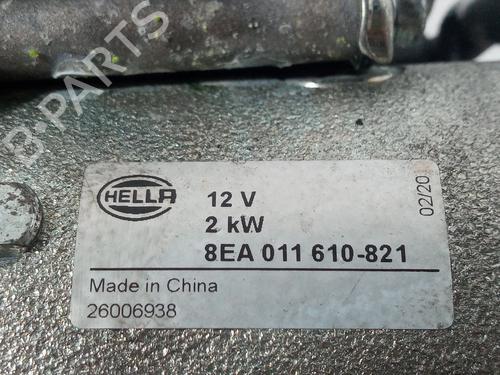 B-PARTS
HELLA
12 V
2 kW
8EA 011 610-821
02/20
Made in China
26006938